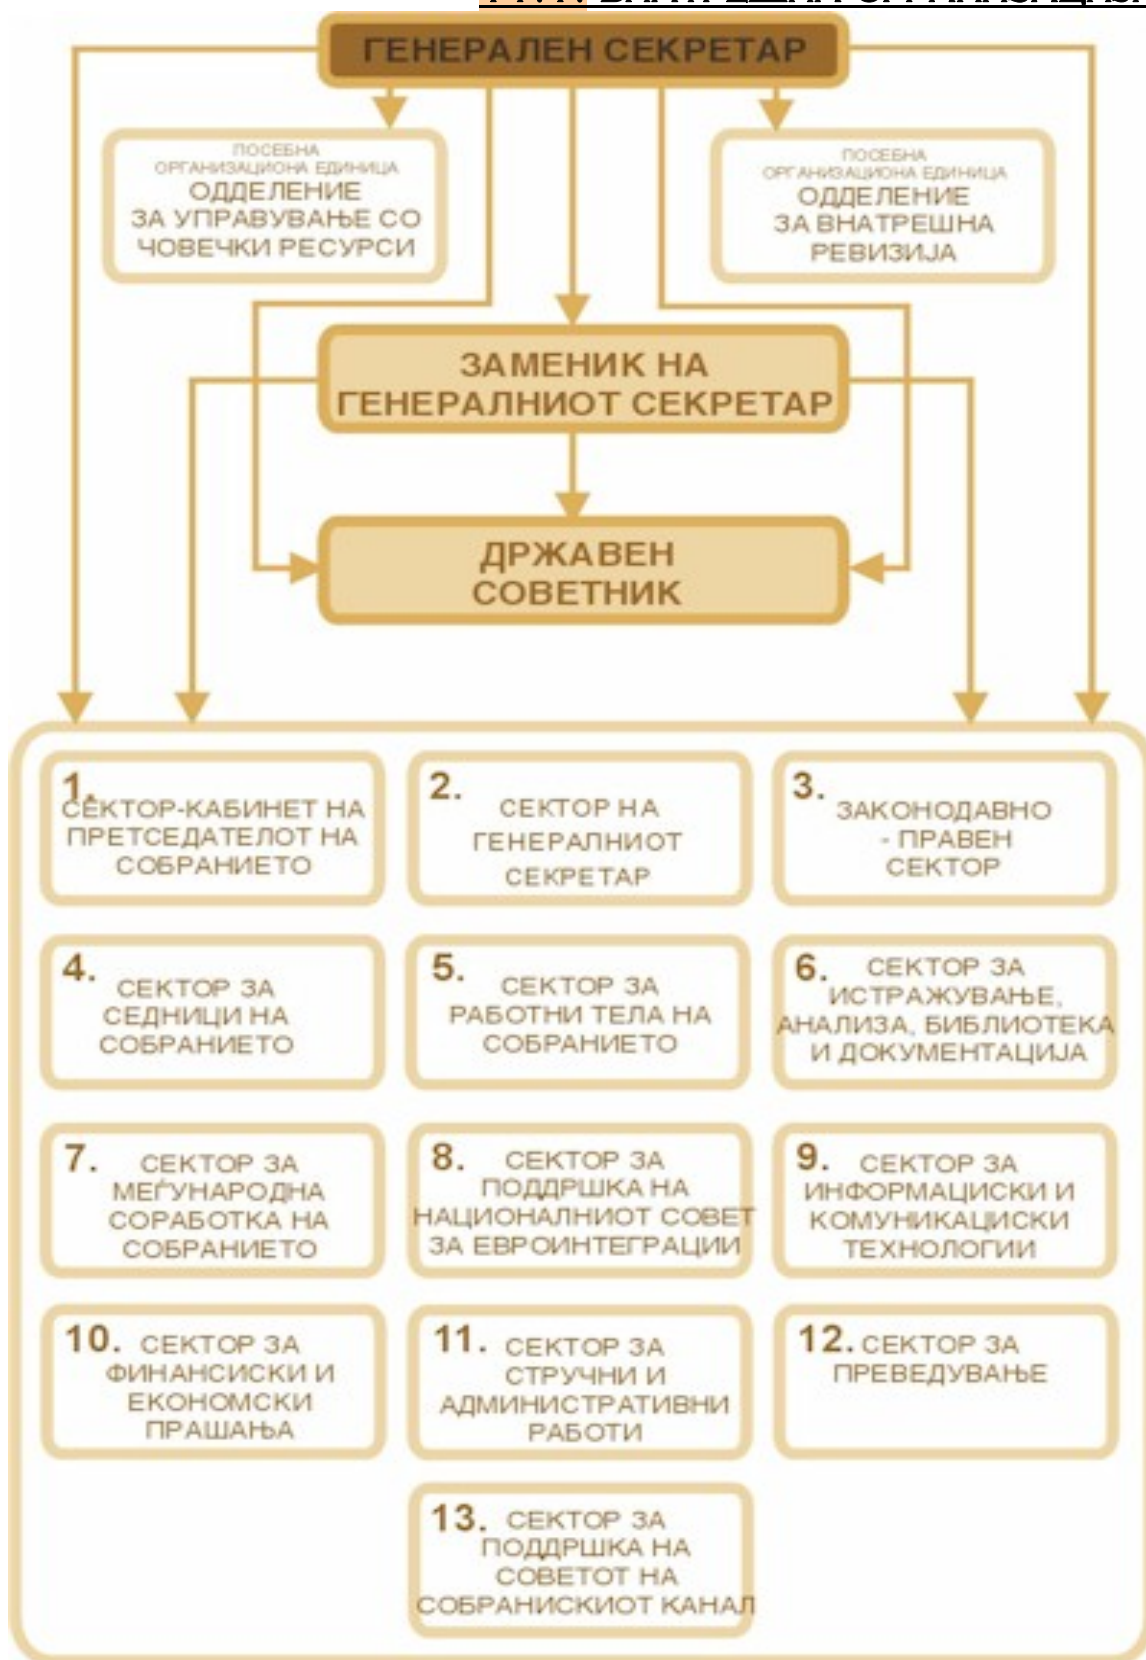 ГЕНЕРАЛЕН СЕКРЕТАР
ПОСЕБНА
ОРГАНИЗАЦИОНА ЕДИНИЦА
ОДДЕЛЕНИЕ
ЗА УПРАВУВАЊЕ СО
ЧОВЕЧКИ РЕСУРСИ
ПОСЕБНА
ОРГАНИЗАЦИОНА ЕДИНИЦА
ОДДЕЛЕНИЕ
ЗА ВНАТРЕШНА
РЕВИЗИЈА
ЗАМЕНИК НА
ГЕНЕРАЛНИОТ СЕКРЕТАР
ДРЖАВЕН
СОВЕТНИК
1.
СЕКТОР-КАБИНЕТ НА
ПРЕТСЕДАТЕЛОТ НА
СОБРАНИЕТО
2.
СЕКТОР НА
ГЕНЕРАЛНИОТ
СЕКРЕТАР
3.
ЗАКОНОДАВНО
- ПРАВЕН
СЕКТОР
4.
СЕКТОР ЗА
СЕДНИЦИ НА
СОБРАНИЕТО
5.
СЕКТОР ЗА
РАБОТНИ ТЕЛА НА
СОБРАНИЕТО
6. СЕКТОР ЗА
ИСТРАЖУВАЊЕ,
АНАЛИЗА, БИБЛИОТЕКА
И ДОКУМЕНТАЦИЈА
7. СЕКТОР ЗА
МЕЃУНАРОДНА
СОРАБОТКА НА
СОБРАНИЕТО
8. СЕКТОР ЗА
ПОДДРШКА НА
НАЦИОНАЛНИОТ СОВЕТ
ЗА ЕВРОИНТЕГРАЦИИ
9. СЕКТОР ЗА
ИНФОРМАЦИСКИ И
КОМУНИКАЦИСКИ
ТЕХНОЛОГИИ
10. СЕКТОР ЗА
ФИНАНСИСКИ И
ЕКОНОМСКИ
ПРАШАЊА
11. СЕКТОР ЗА
СТРУЧНИ И
АДМИНИСТРАТИВНИ
РАБОТИ
12. СЕКТОР ЗА
ПРЕВЕДУВАЊЕ
13. СЕКТОР ЗА
ПОДДРШКА НА
СОВЕТОТ НА
СОБРАНИСКИОТ КАНАЛ